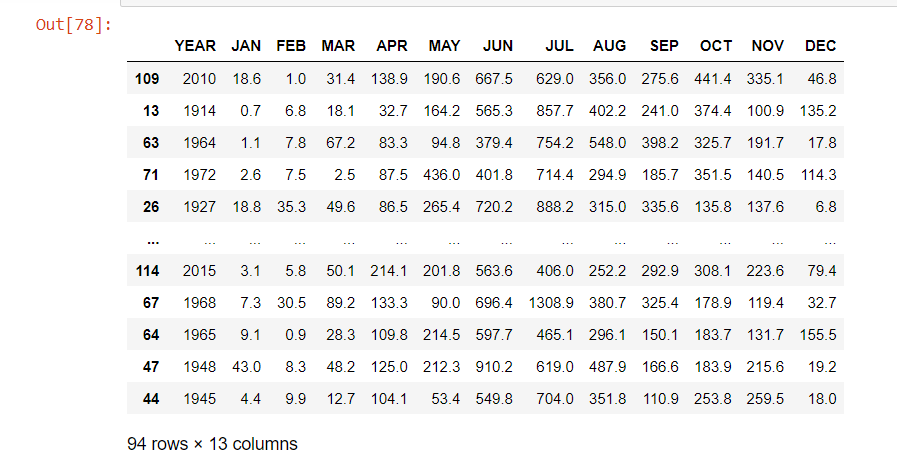 Out[78]:
YEAR JAN FEB MAR APR MAY JUN JUL AUG SEP OCT NOV DEC
109 2010 18.6 1.0 31.4 138.9 190.6 667.5 629.0 356.0 275.6 441.4 335.1 46.8
13 1914 0.7 6.8 18.1 32.7 164.2 565.3 857.7 402.2 241.0 374.4 100.9 135.2
63 1964 1.1 7.8 67.2 83.3 94.8 379.4 754.2 548.0 398.2 325.7 191.7 17.8
71 1972 2.6 7.5 2.5 87.5 436.0 401.8 714.4 294.9 185.7 351.5 140.5 114.3
26 1927 18.8 35.3 49.6 86.5 265.4 720.2 888.2 315.0 335.6 135.8 137.6 6.8
... ... ... ... ... ... ... ... ... ... ... ... ... ...
114 2015 3.1 5.8 50.1 214.1 201.8 563.6 406.0 252.2 292.9 308.1 223.6 79.4
67 1968 7.3 30.5 89.2 133.3 90.0 696.4 1308.9 380.7 325.4 178.9 119.4 32.7
64 1965 9.1 0.9 28.3 109.8 214.5 597.7 465.1 296.1 150.1 183.7 131.7 155.5
47 1948 43.0 8.3 48.2 125.0 212.3 910.2 619.0 487.9 166.6 183.9 215.6 19.2
44 1945 4.4 9.9 12.7 104.1 53.4 549.8 704.0 351.8 110.9 253.8 259.5 18.0
94 rows × 13 columns